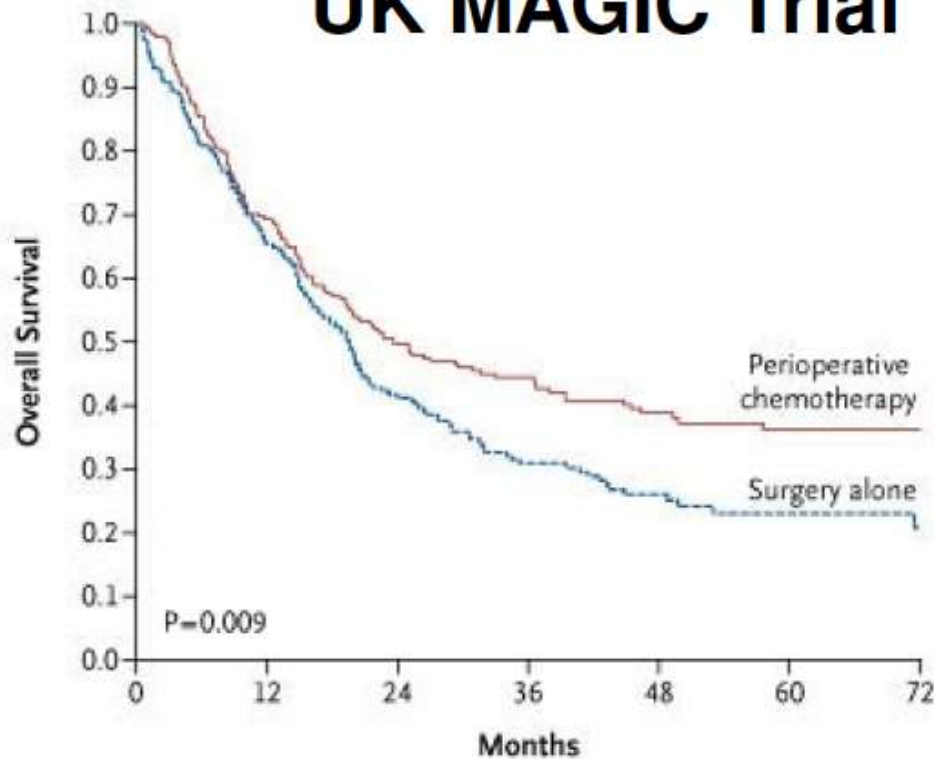 UK MAGIC Trial
1.0
0.9
0.8
0.7
0.6
0.5
0.4
0.3
0.2
0.1
0.0
Overall Survival
Perioperative
chemotherapy
Surgery alone
P=0.009
0 12 24 36 48 60 72
Months